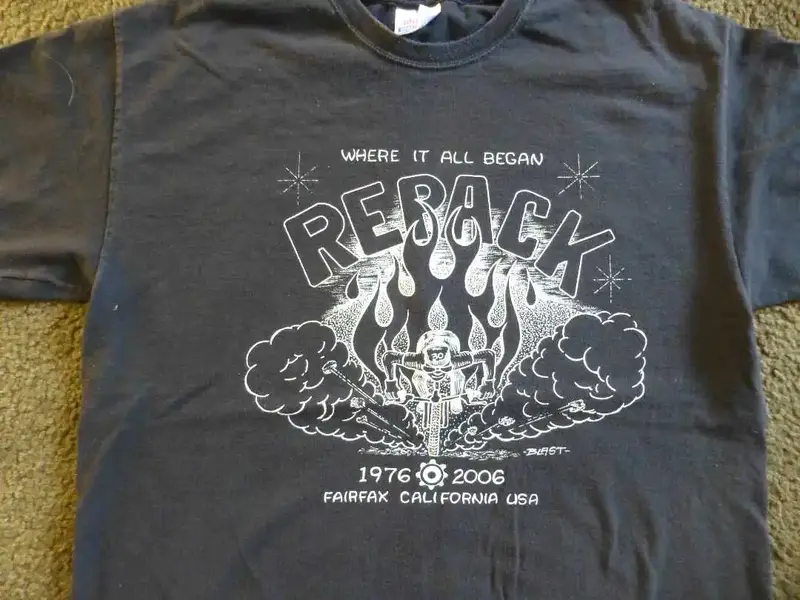 WHERE IT ALL BEGAN
REPACK
-BLAST-
1976 2006
FAIRFAX CALIFORNIA USA